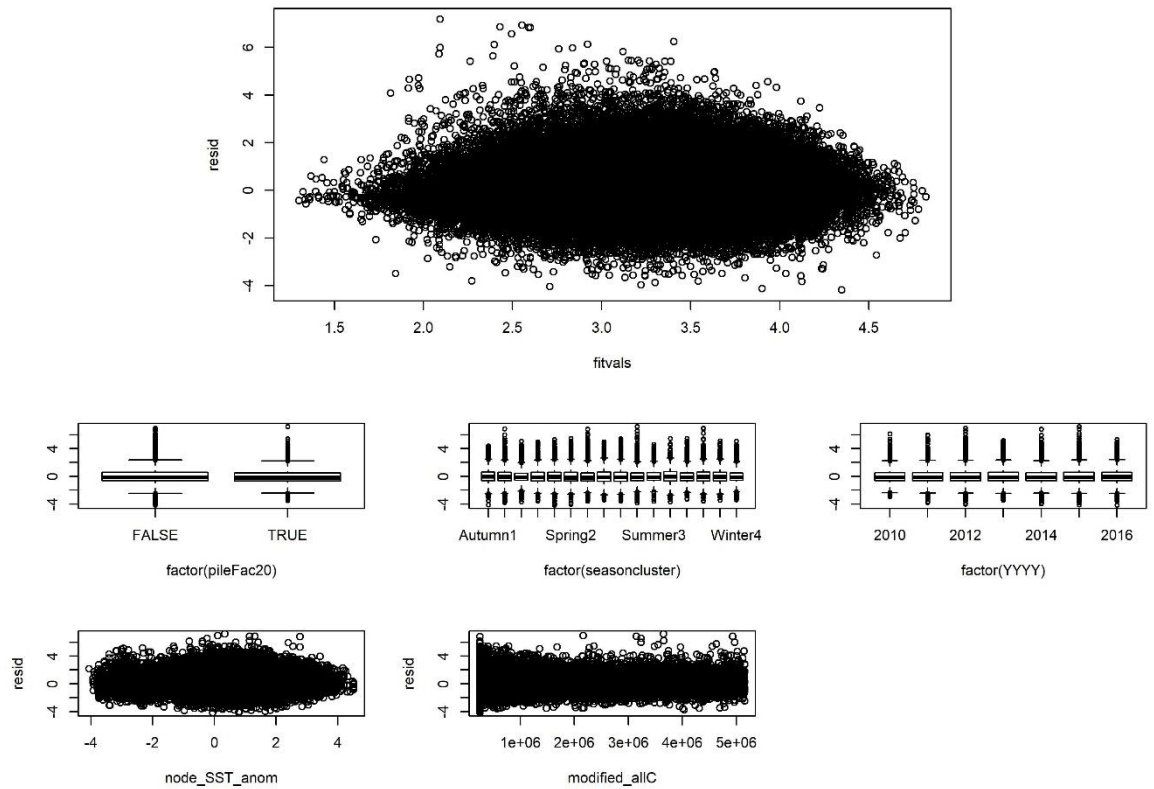 6
4
2
0
-2
-4
resid
1.5 2.0 2.5 3.0 3.5 4.0 4.5
fitvals
4
0
-4
FALSE TRUE
factor(pileFac20)
4
0
-4
Autumn1 Spring2 Summer3 Winter4
factor(seasoncluster)
4
0
-4
2010 2012 2014 2016
factor(YYYY)
resid
4
0
-4
-4 -2 0 2 4
node_SST_anom
resid
4
0
-4
1e+06 2e+06 3e+06 4e+06 5e+06
modified_allC